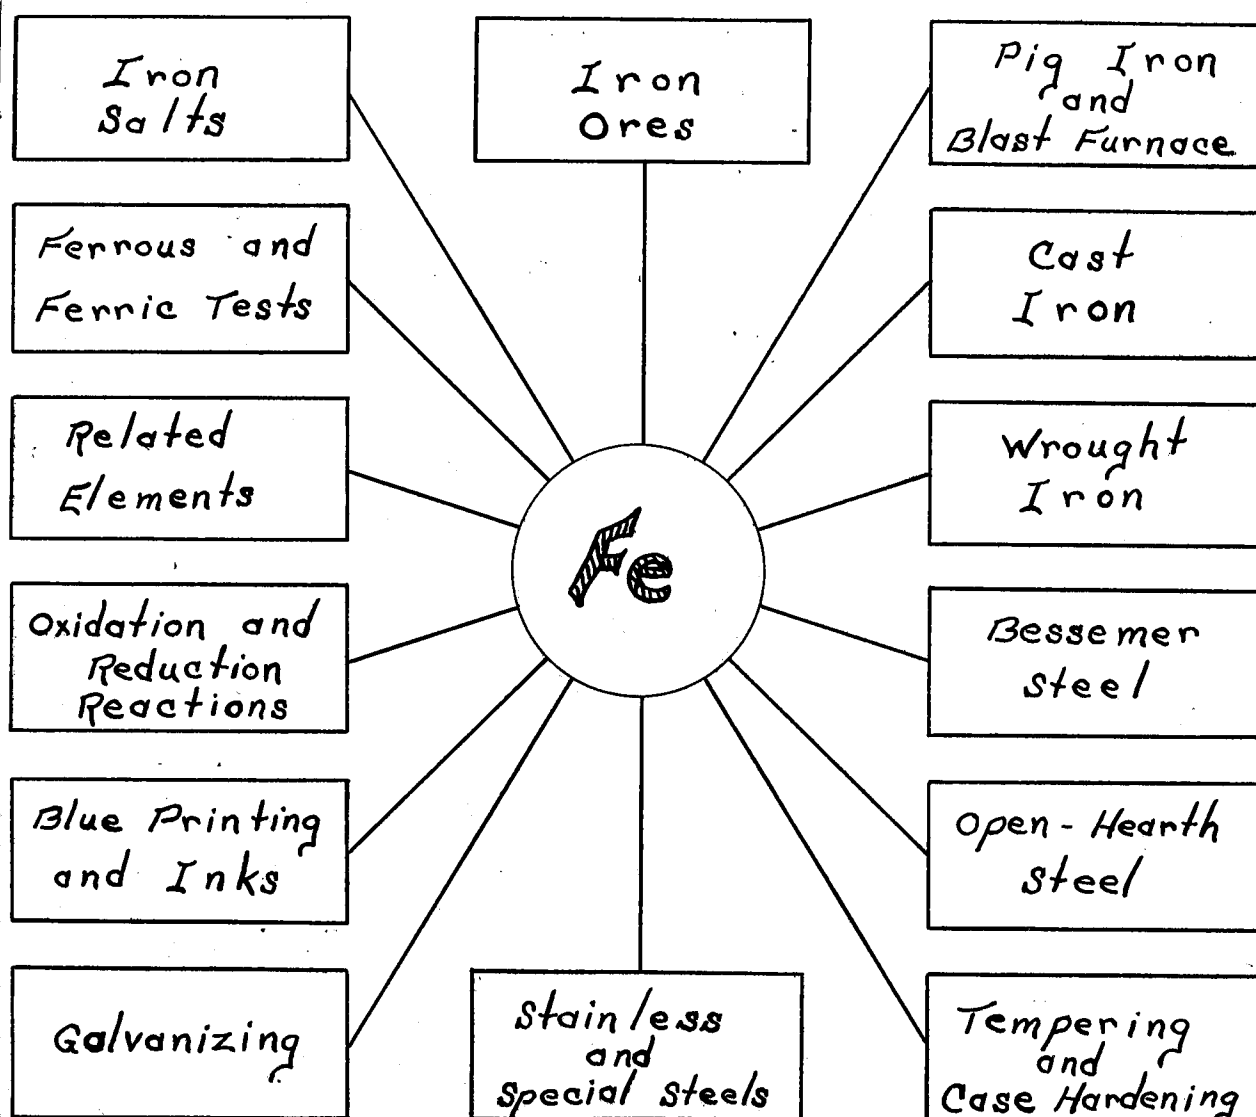 Iron
Salts
Iron
Ores
Pig Iron
and
Blast Furnace
Ferrous and
Ferric Tests
Cast
Iron
Related
Elements
Wrought
Iron
Fe
Oxidation and
Reduction
Reactions
Bessemer
Steel
Blue Printing
and Inks
Open-Hearth
Steel
Galvanizing
Stainless
and
Special Steels
Tempering
and
Case Hardening